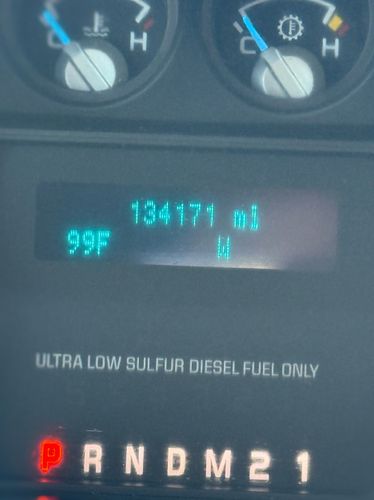 C H C H
134171 mi
99F W
ULTRA LOW SULFUR DIESEL FUEL ONLY
P R N D M 2 1